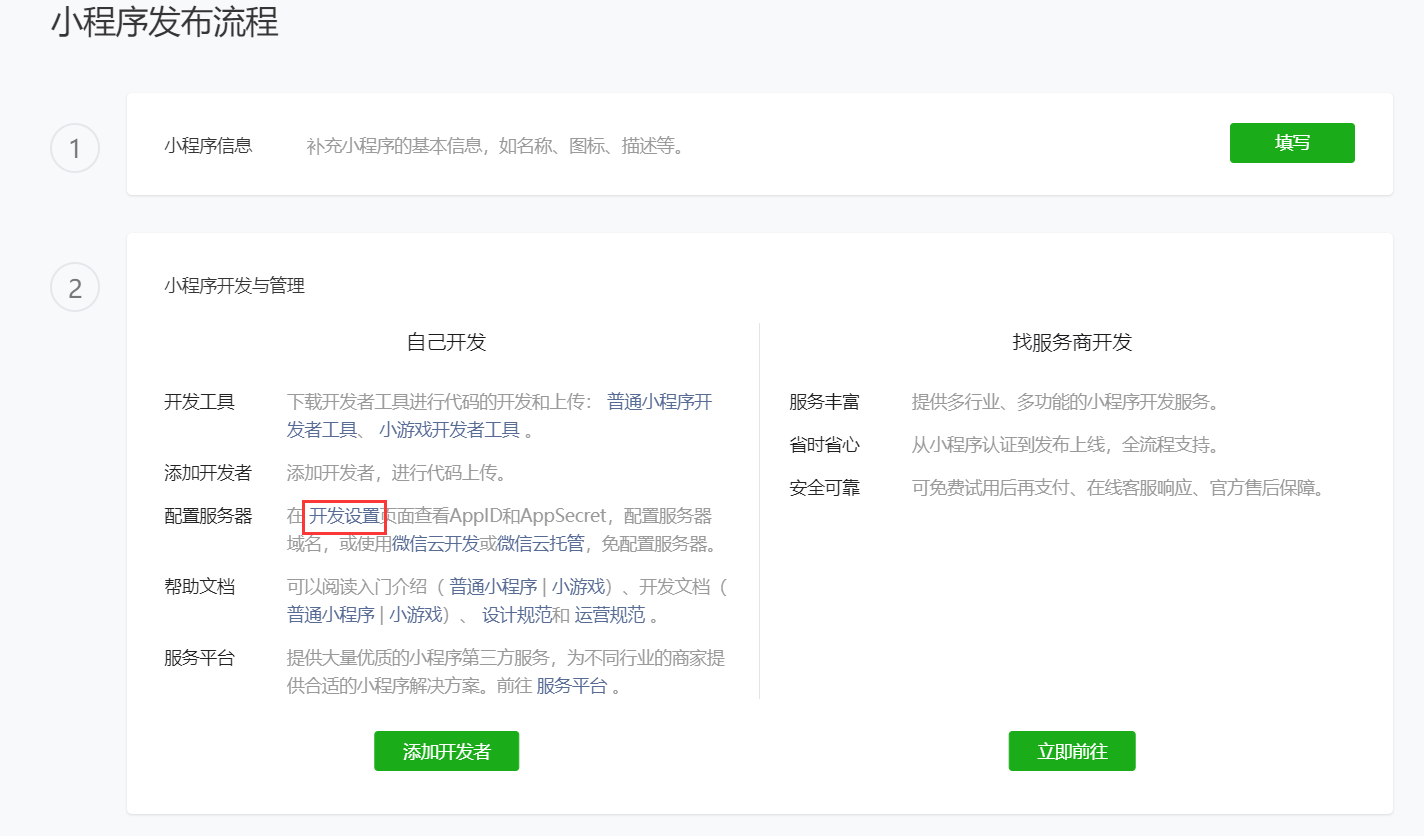 小程序发布流程
1
小程序信息
补充小程序的基本信息，如名称、图标、描述等。
填写
2
小程序开发与管理
自己开发
开发工具
下载开发者工具进行代码的开发和上传： 普通小程序开
发者工具、 小游戏开发者工具 。
添加开发者
添加开发者，进行代码上传。
配置服务器
在 开发设置页面查看AppID和AppSecret，配置服务器
域名，或使用微信云开发或微信云托管，免配置服务器。
帮助文档
可以阅读入门介绍（ 普通小程序 | 小游戏）、开发文档（
普通小程序 | 小游戏）、 设计规范和 运营规范 。
服务平台
提供大量优质的小程序第三方服务，为不同行业的商家提
供合适的小程序解决方案。前往 服务平台 。
添加开发者
找服务商开发
服务丰富
提供多行业、多功能的小程序开发服务。
省时省心
从小程序认证到发布上线，全流程支持。
安全可靠
可免费试用后再支付、在线客服响应、官方售后保障。
立即前往